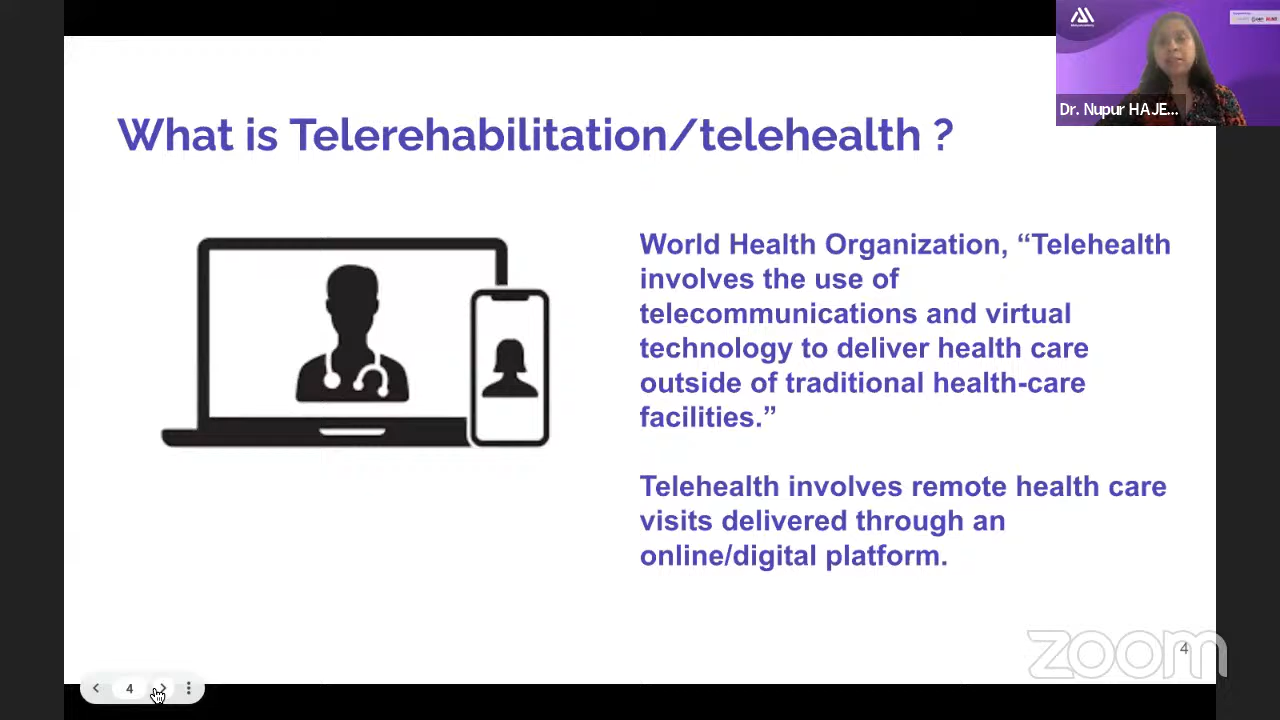 What is Telerehabilitation/telehealth ?
Dr. Nupur HAJE...
World Health Organization, “Telehealth
involves the use of
telecommunications and virtual
technology to deliver health care
outside of traditional health-care
facilities.”
Telehealth involves remote health care
visits delivered through an
online/digital platform.
zoom
4
4